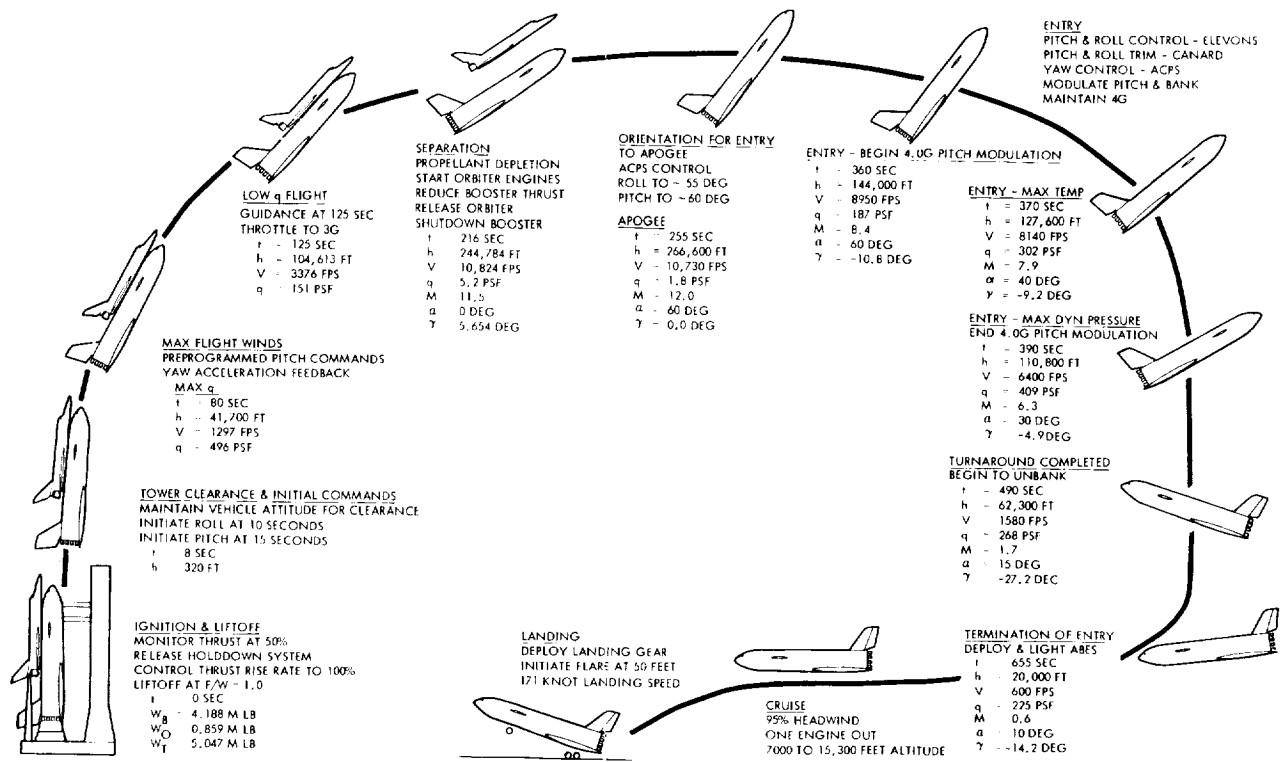 IGNITION & LIFTOFF
MONITOR THRUST AT 50%
RELEASE HOLDDOWN SYSTEM
CONTROL THRUST RISE RATE TO 100%
LIFTOFF AT F/W - 1.0
t 0 SEC
W_B - 4.188 M LB
W_O 0.859 M LB
W_T 5.047 M LB
TOWER CLEARANCE & INITIAL COMMANDS
MAINTAIN VEHICLE ATTITUDE FOR CLEARANCE
INITIATE ROLL AT 10 SECONDS
INITIATE PITCH AT 15 SECONDS
t 8 SEC
h 320 FT
MAX FLIGHT WINDS
PREPROGRAMMED PITCH COMMANDS
YAW ACCELERATION FEEDBACK
MAX q
t - 80 SEC
h - 41,700 FT
V - 1297 FPS
q - 496 PSF
LOW q FLIGHT
GUIDANCE AT 125 SEC
THROTTLE TO 3G
t - 125 SEC
h - 104,613 FT
V - 3376 FPS
q - 151 PSF
SEPARATION
PROPELLANT DEPLETION
START ORBITER ENGINES
REDUCE BOOSTER THRUST
RELEASE ORBITER
SHUTDOWN BOOSTER
t 216 SEC
h 244,784 FT
V 10,824 FPS
q 5.2 PSF
M 11.5
α 0 DEG
γ 5.654 DEG
ORIENTATION FOR ENTRY
TO APOGEE
ACPS CONTROL
ROLL TO ~ 55 DEG
PITCH TO ~60 DEG
APOGEE
t - 255 SEC
h = 266,600 FT
V - 10,730 FPS
q - 1.8 PSF
M - 12.0
α - 60 DEG
γ - 0.0 DEG
ENTRY - BEGIN 4.0G PITCH MODULATION
t - 360 SEC
h - 144,000 FT
V - 8950 FPS
q - 187 PSF
M - 8.4
α - 60 DEG
γ - -10.8 DEG
ENTRY
PITCH & ROLL CONTROL - ELEVONS
PITCH & ROLL TRIM - CANARD
YAW CONTROL - ACPS
MODULATE PITCH & BANK
MAINTAIN 4G
ENTRY - MAX TEMP
t = 370 SEC
h = 127,600 FT
V = 8140 FPS
q = 302 PSF
M - 7.9
α = 40 DEG
γ = -9.2 DEG
ENTRY - MAX DYN PRESSURE
END 4.0G PITCH MODULATION
t - 390 SEC
h - 110,800 FT
V - 6400 FPS
q - 409 PSF
M - 6.3
α - 30 DEG
γ -4.9DEG
TURNAROUND COMPLETED
BEGIN TO UNBANK
t - 490 SEC
h - 62,300 FT
V 1580 FPS
q - 268 PSF
M - 1.7
α - 15 DEG
γ -27.2 DEC
TERMINATION OF ENTRY
DEPLOY & LIGHT ABES
t 655 SEC
h - 20,000 FT
V 600 FPS
q - 225 PSF
M 0.6
α - 10 DEG
γ - -14.2 DEG
CRUISE
95% HEADWIND
ONE ENGINE OUT
7000 TO 15,300 FEET ALTITUDE
LANDING
DEPLOY LANDING GEAR
INITIATE FLARE AT 50 FEET
171 KNOT LANDING SPEED